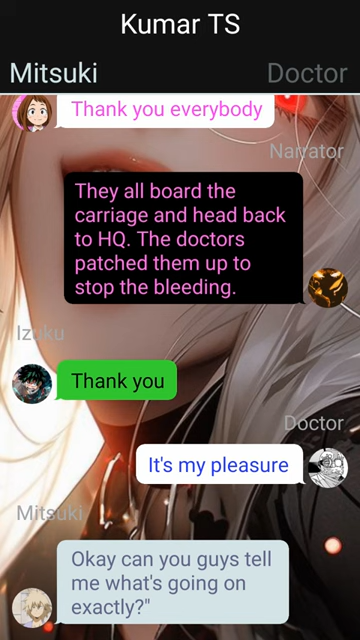 Kumar TS
Mitsuki
Doctor
Thank you everybody
Narrator
They all board the
carriage and head back
to HQ. The doctors
patched them up to
stop the bleeding.
Izuku
Thank you
Doctor
It's my pleasure
Mitsuki
Okay can you guys tell
me what's going on
exactly?"